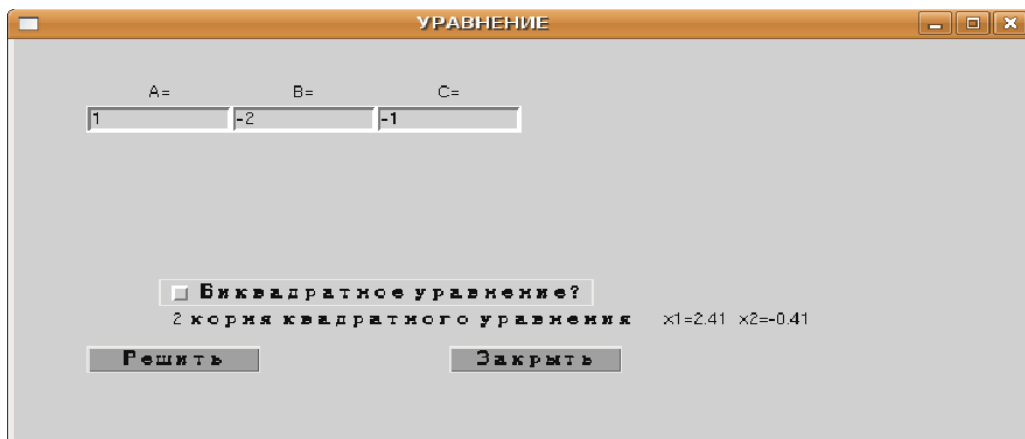 УРАВНЕНИЕ
A= B= C=
1 -2 -1
Биквадратное уравнение?
2 корня квадратного уравнения x1=2.41 x2=-0.41
Решить Закрыть